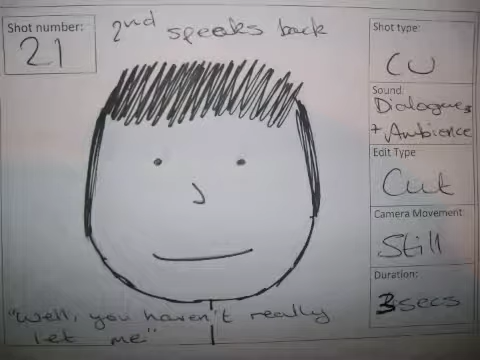 Shot number:
21
2nd speaks back
Shot type:
CU
Sound:
Dialogues
+ Ambience
Edit Type
Cut
Camera Movement:
Still
Duration:
3secs
"Well, you haven't really
let me"